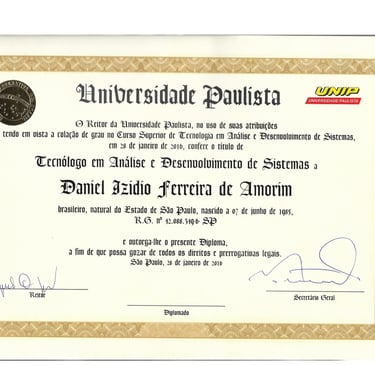 Universidade Paulista
UNIP
UNIVERSIDADE PAULISTA
O Reitor da Universidade Paulista, no uso de suas atribuições
tendo em vista a colação de grau no Curso Superior de Tecnologia em Análise e Desenvolvimento de Sistemas,
em 28 de janeiro de 2010, confere o título de
Tecnólogo em Análise e Desenvolvimento de Sistemas a
Daniel Izidio Ferreira de Amorim
brasileiro, natural do Estado de São Paulo, nascido a 07 de junho de 1985,
R.G. nº SP
e outorga-lhe o presente Diploma,
a fim de que possa gozar de todos os direitos e prerrogativas legais.
São Paulo, 28 de janeiro de 2010
Reitor
Secretário Geral
Diplomado